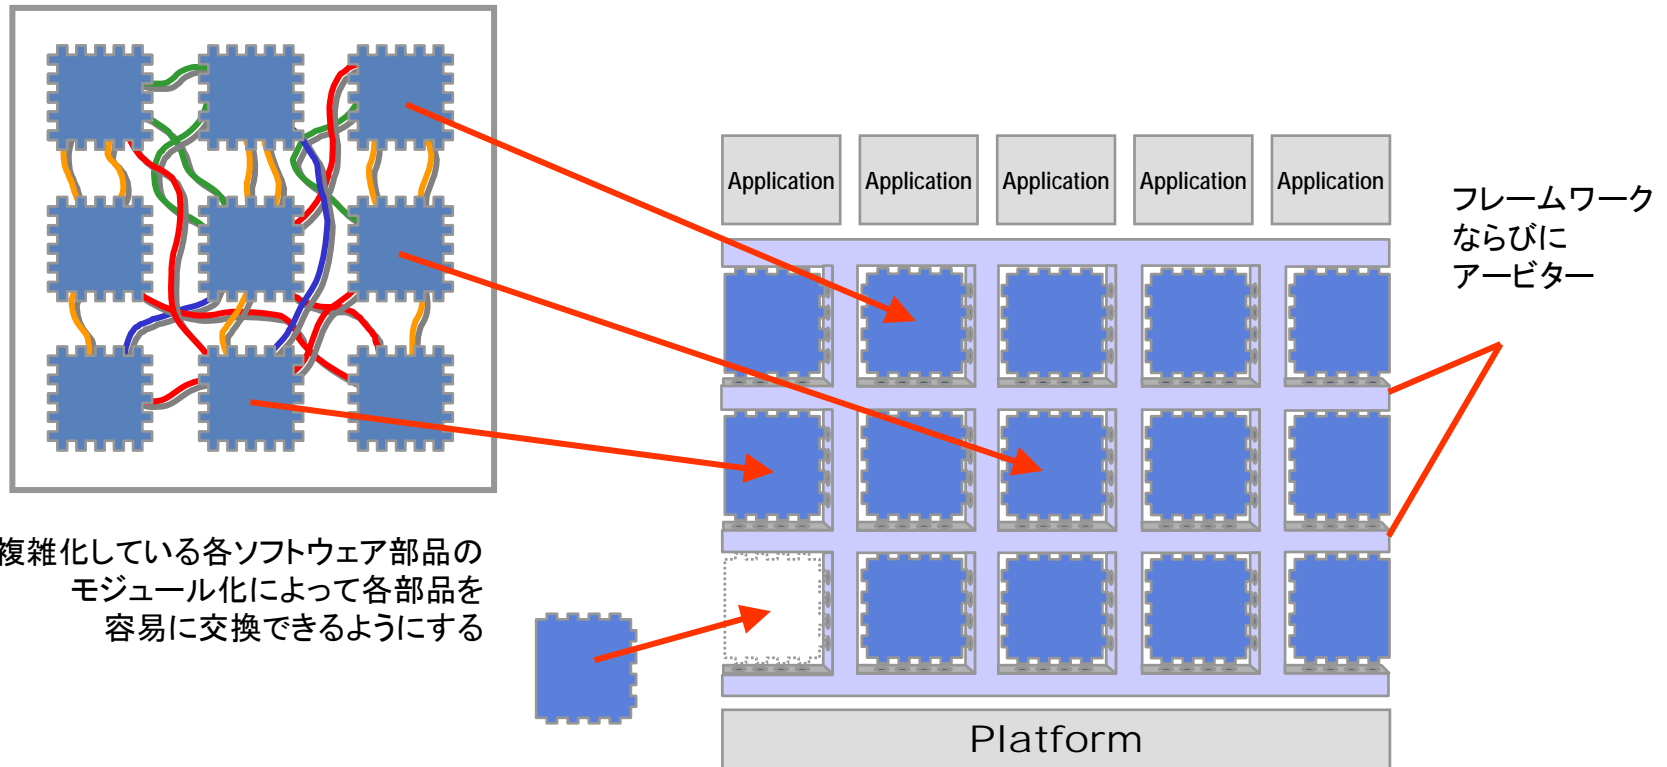 Application
Application
Application
Application
Application
フレームワーク
ならびに
アービター
複雑化している各ソフトウェア部品の
モジュール化によって各部品を
容易に交換できるようにする
Platform